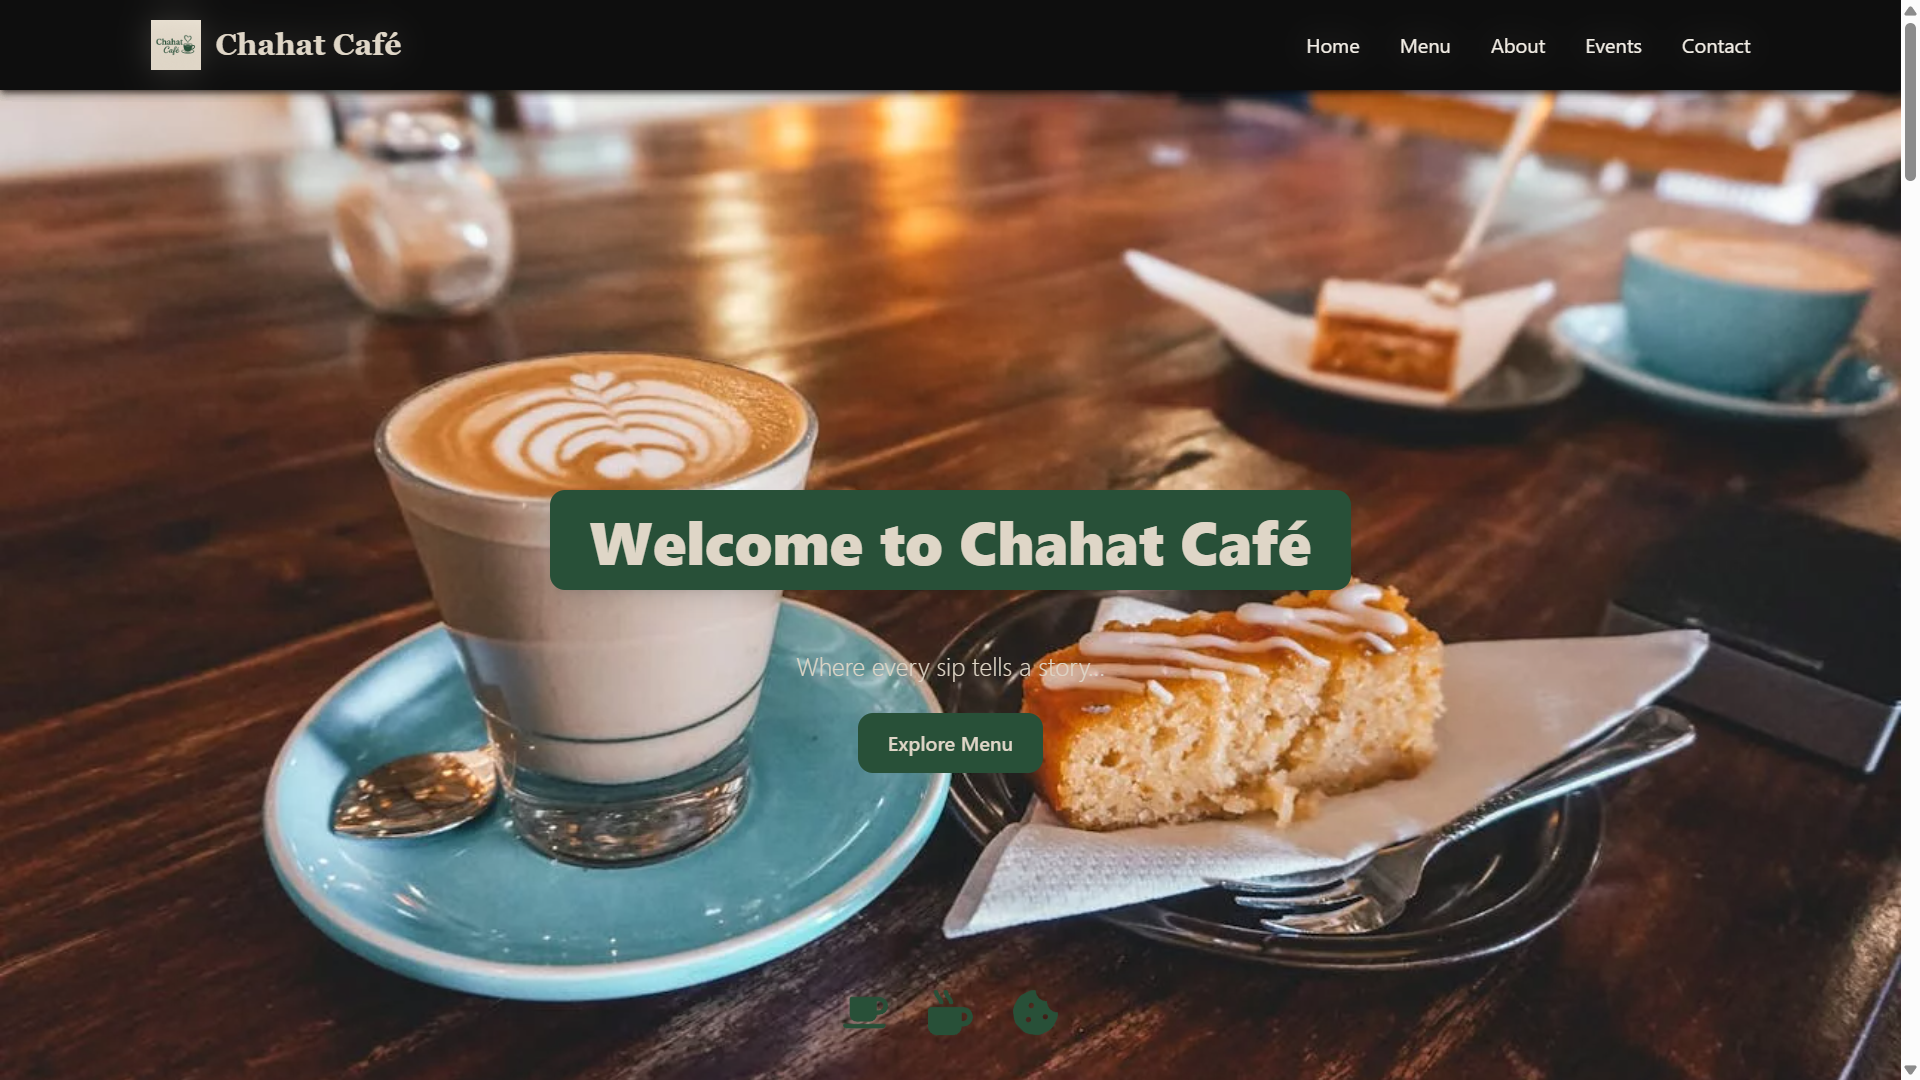 Chahat
Café
Chahat Café
Home
Menu
About
Events
Contact
Welcome to Chahat Café
Where every sip tells a story...
Explore Menu